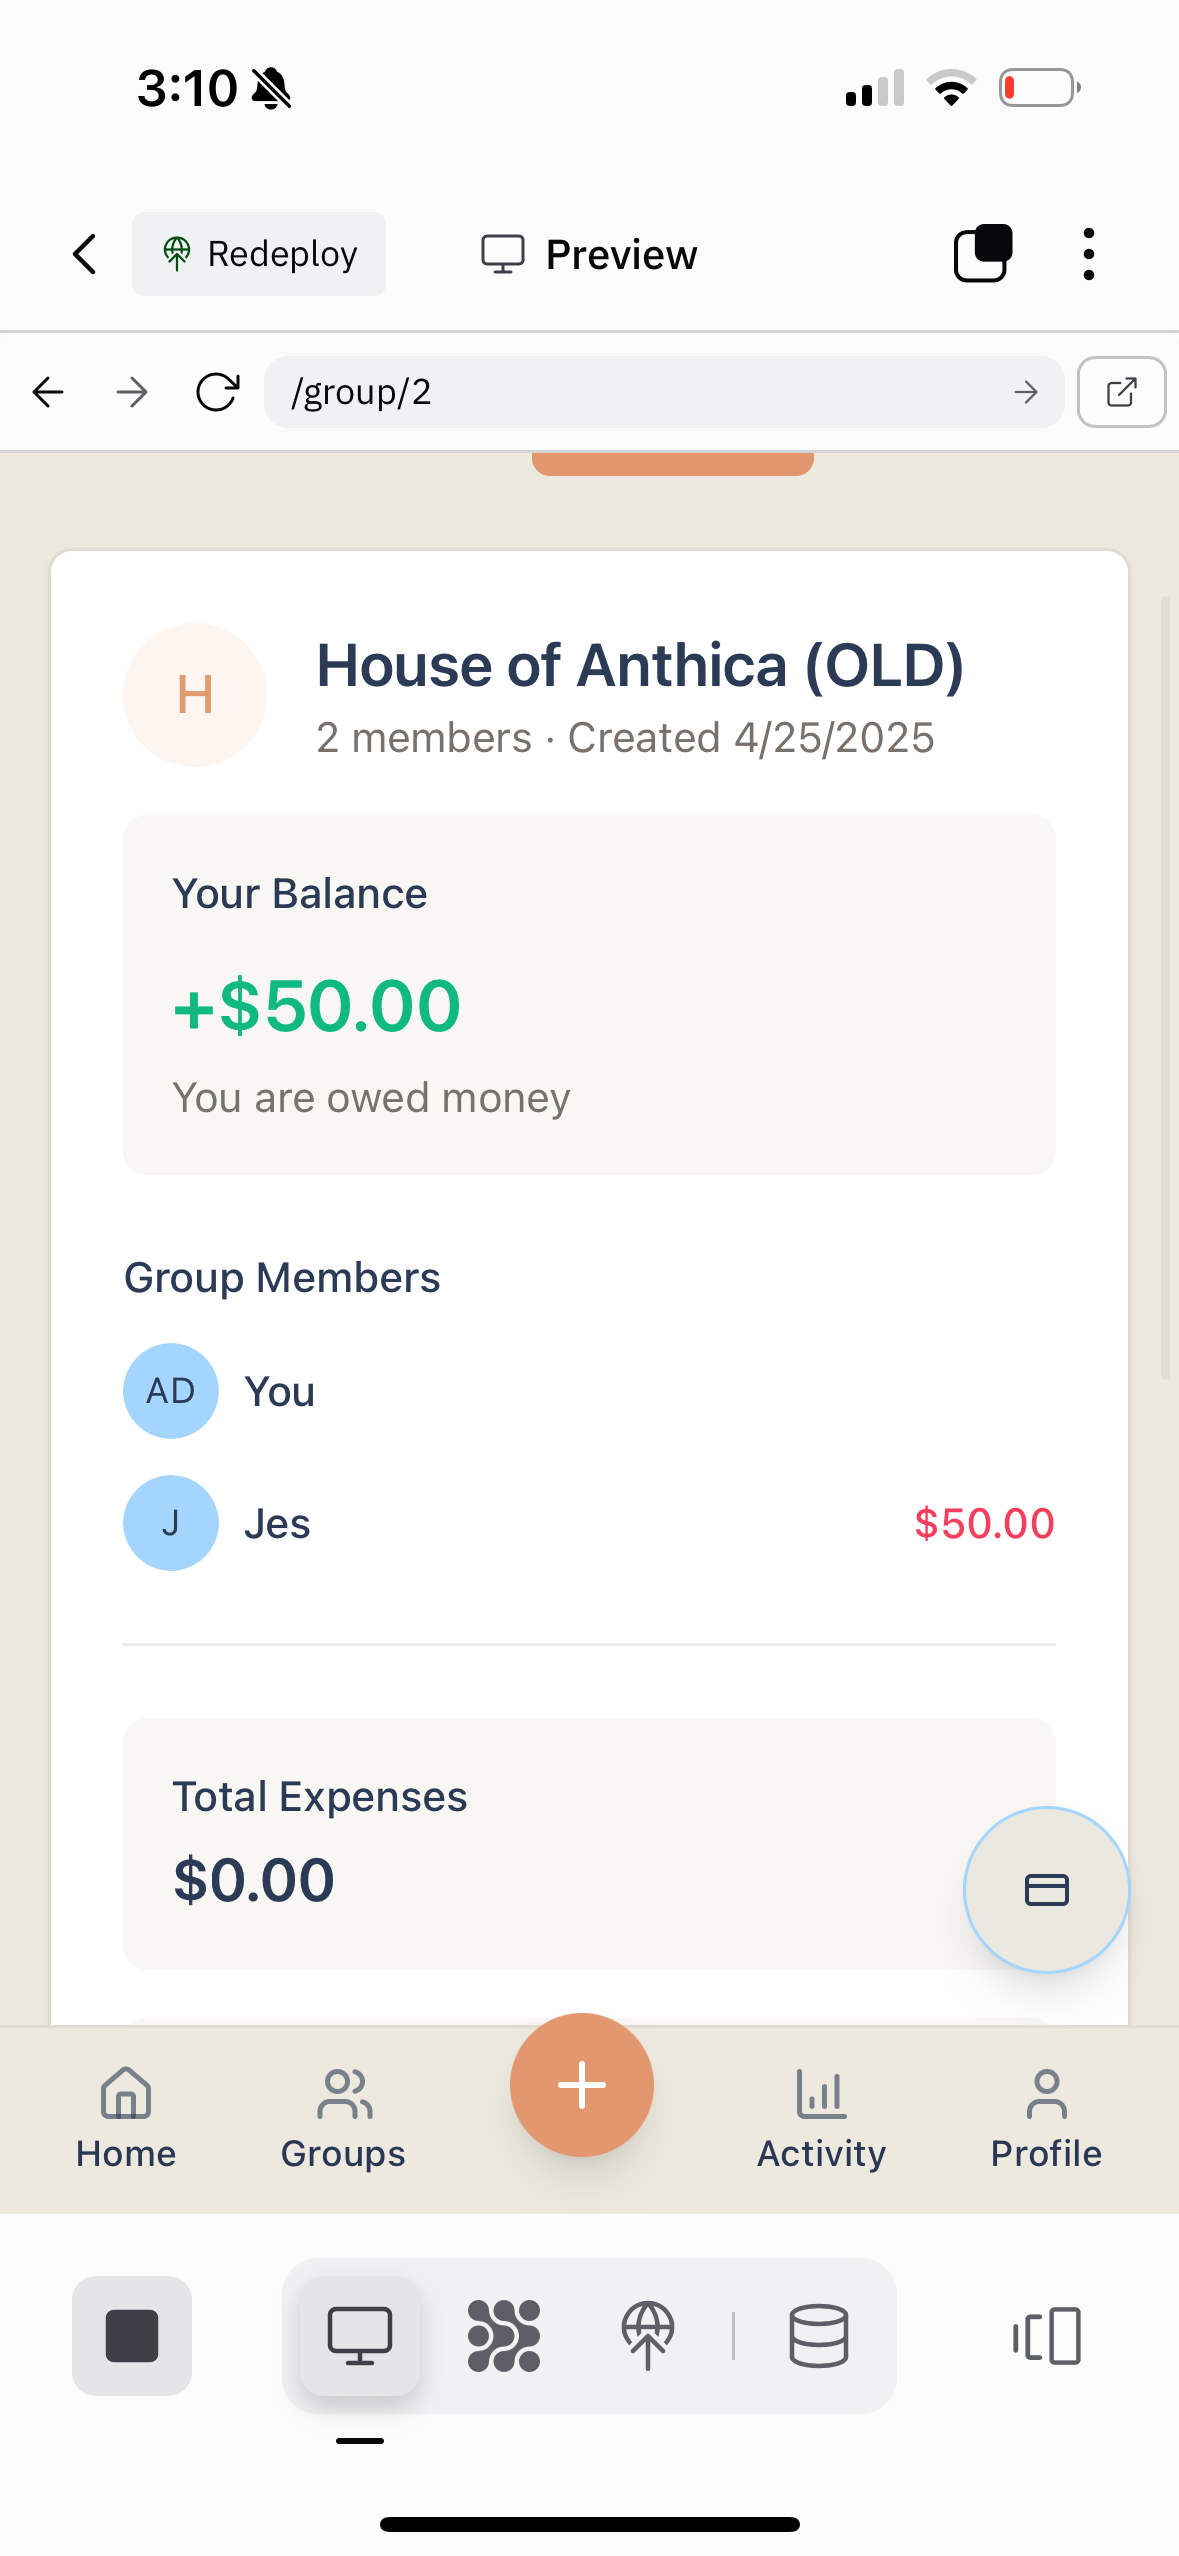 3:10
Redeploy
Preview
/group/2
H
House of Anthica (OLD)
2 members · Created 4/25/2025
Your Balance
+$50.00
You are owed money
Group Members
AD You
J Jes $50.00
Total Expenses
$0.00
Home Groups Activity Profile